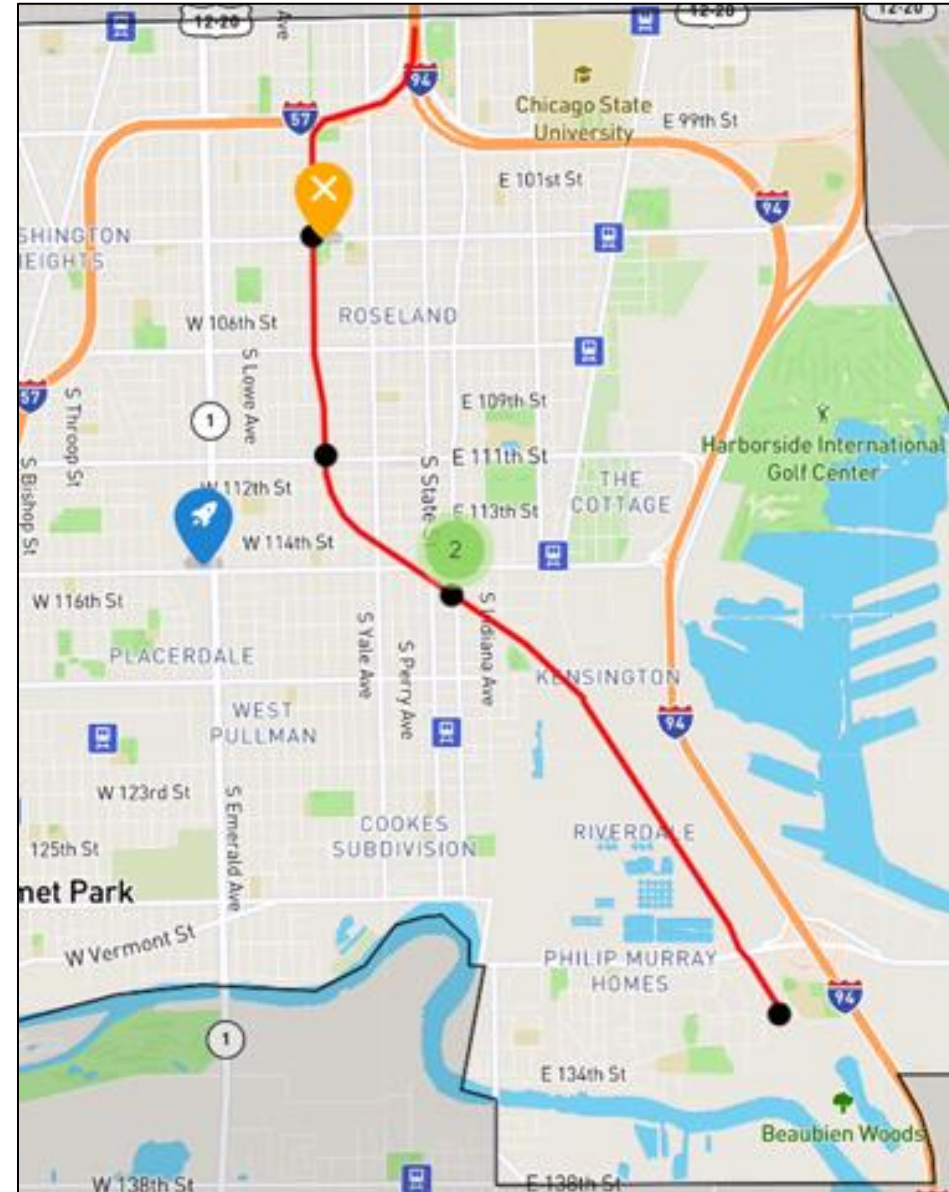 12-20
12-20
12-20
Ave
94
57
Chicago State
University
E 99th St
E 101st St
94
SHINGTON
HEIGHTS
ROSELAND
W 106th St
S Lowe Ave
57
S Throop St
1
E 109th St
Harborside International
Golf Center
S Bishop St
W 112th St
S State St
E 111th St
THE
COTTAGE
E 113th St
W 114th St
2
W 116th St
S Yale Ave
S Perry Ave
S Indiana Ave
PLACERDALE
KENSINGTON
WEST
PULLMAN
94
W 123rd St
S Emerald Ave
COOKES
SUBDIVISION
RIVERDALE
125th St
met Park
W Vermont St
PHILIP MURRAY
HOMES
94
1
E 134th St
Beaubien Woods
W 138th St
E 138th St